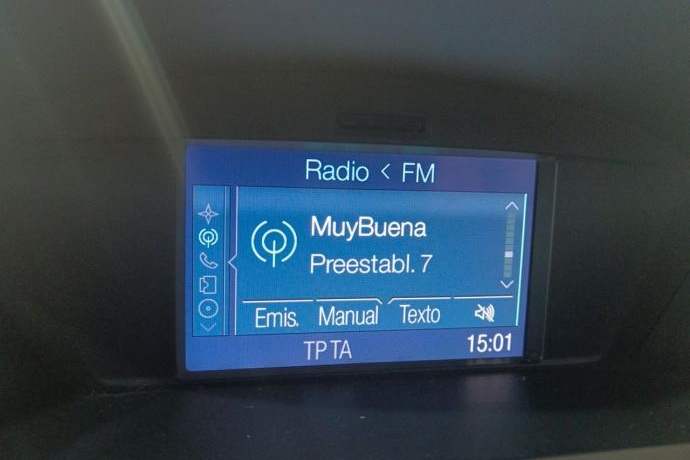 Radio < FM
MuyBuena
Preestabl. 7
Emis. Manual Texto
TP TA 15:01